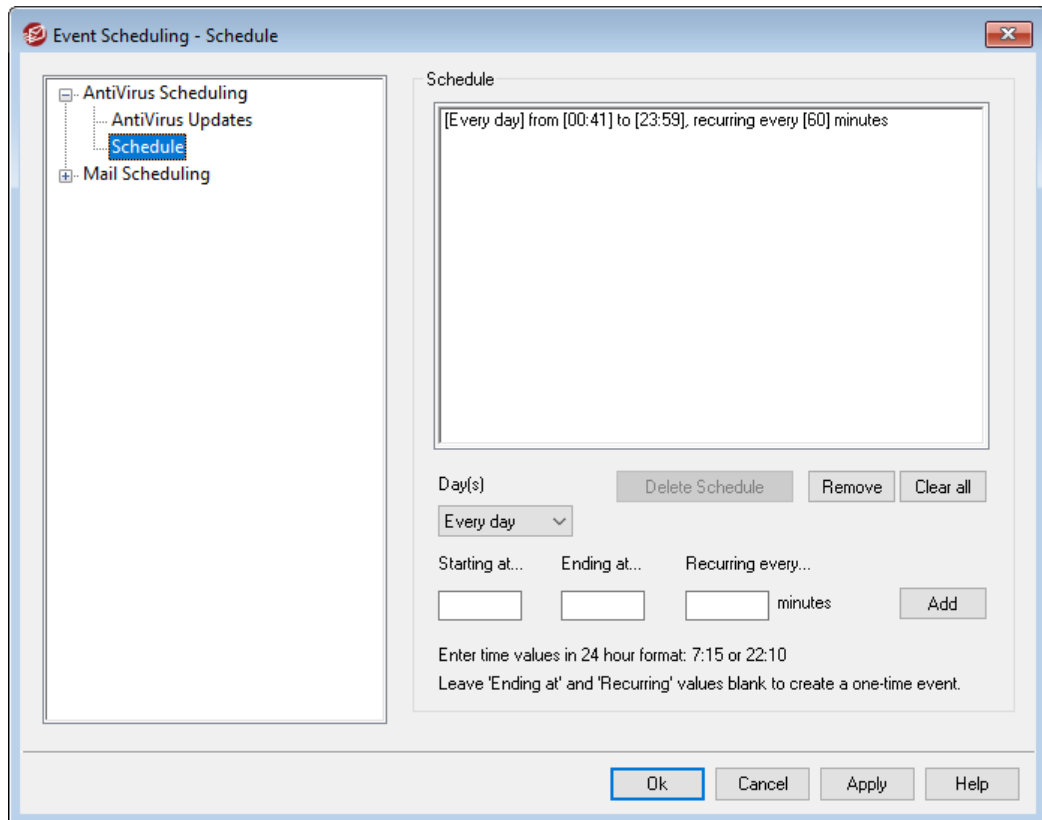 Event Scheduling - Schedule
AntiVirus Scheduling
AntiVirus Updates
Schedule
Mail Scheduling
Schedule
[Every day] from [00:41] to [23:59], recurring every [60] minutes
Day(s)
Delete Schedule
Remove
Clear all
Every day
Starting at...
Ending at...
Recurring every...
minutes
Add
Enter time values in 24 hour format: 7:15 or 22:10
Leave 'Ending at' and 'Recurring' values blank to create a one-time event.
Ok
Cancel
Apply
Help